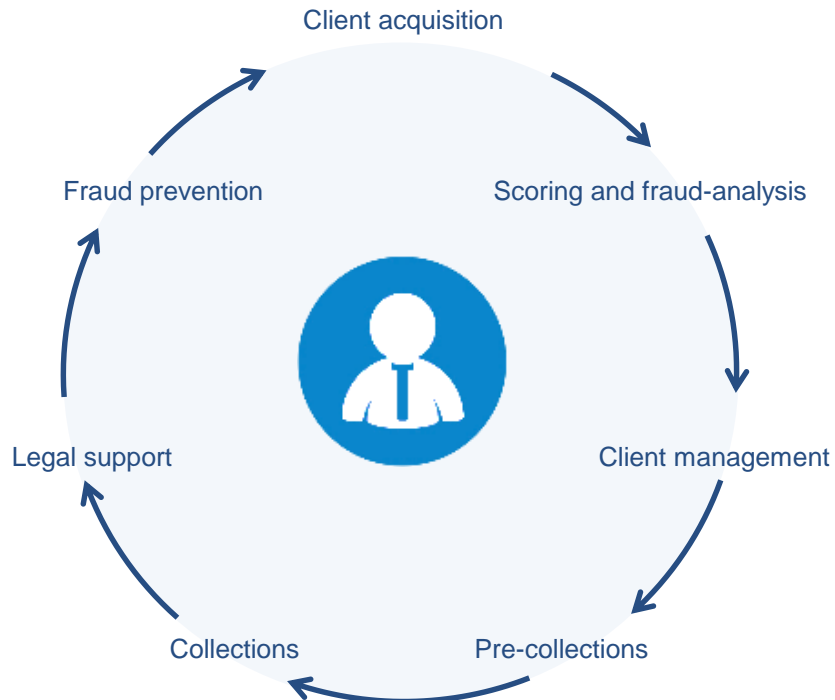 Client acquisition
Scoring and fraud-analysis
Client management
Pre-collections
Collections
Legal support
Fraud prevention